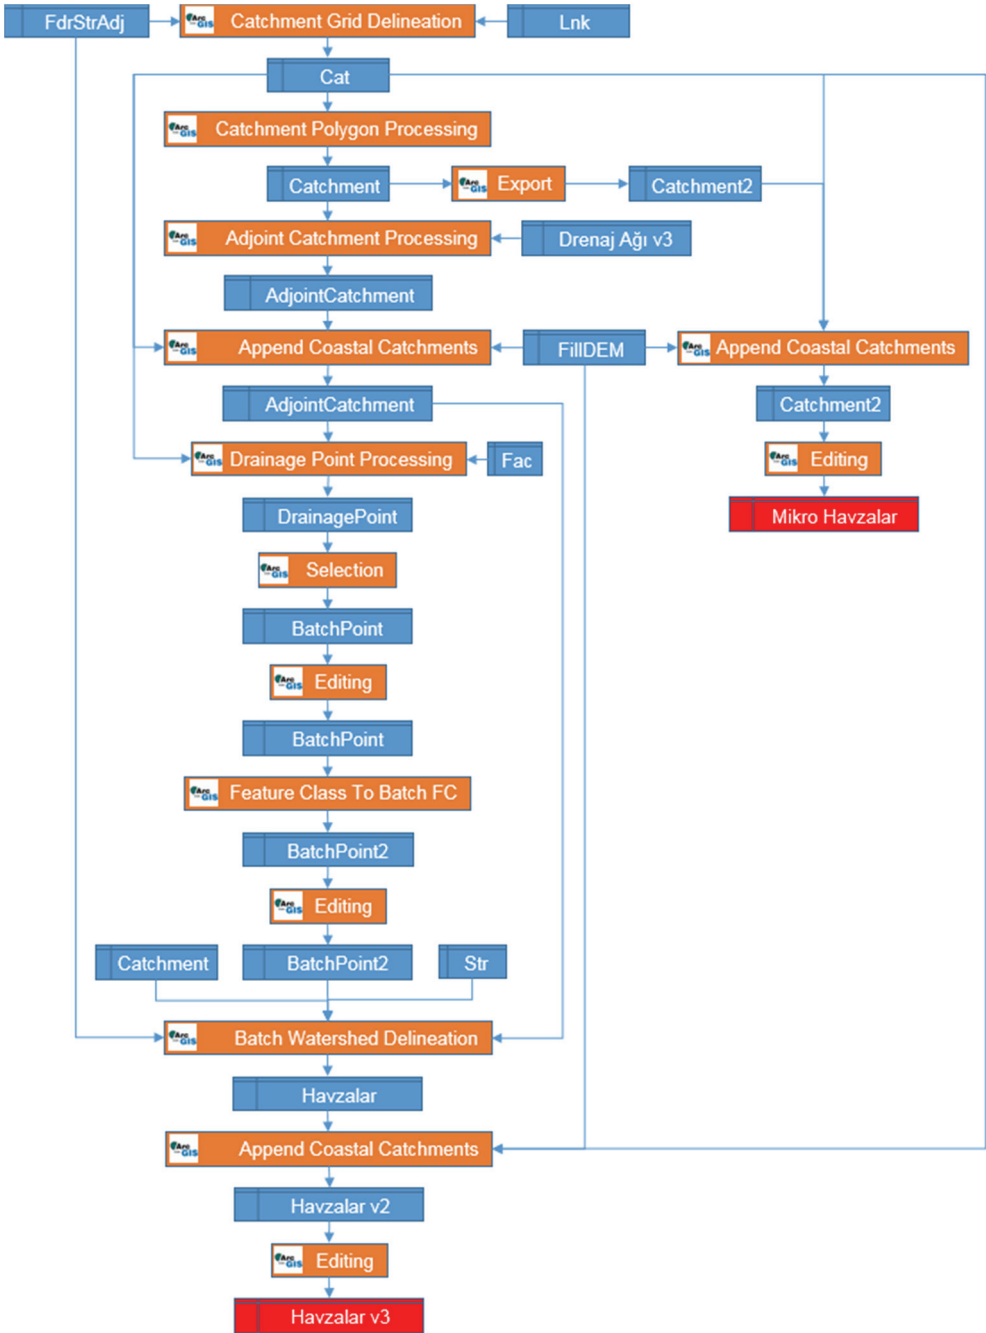 FdrStrAdj
Catchment Grid Delineation
Lnk
Cat
Catchment Polygon Processing
Catchment
Export
Catchment2
Adjoint Catchment Processing
Drenaj Ağı v3
AdjointCatchment
Append Coastal Catchments
FillDEM
Append Coastal Catchments
AdjointCatchment
Catchment2
Drainage Point Processing
Fac
Editing
DrainagePoint
Mikro Havzalar
Selection
BatchPoint
Editing
BatchPoint
Feature Class To Batch FC
BatchPoint2
Editing
Catchment
BatchPoint2
Str
Batch Watershed Delineation
Havzalar
Append Coastal Catchments
Havzalar v2
Editing
Havzalar v3